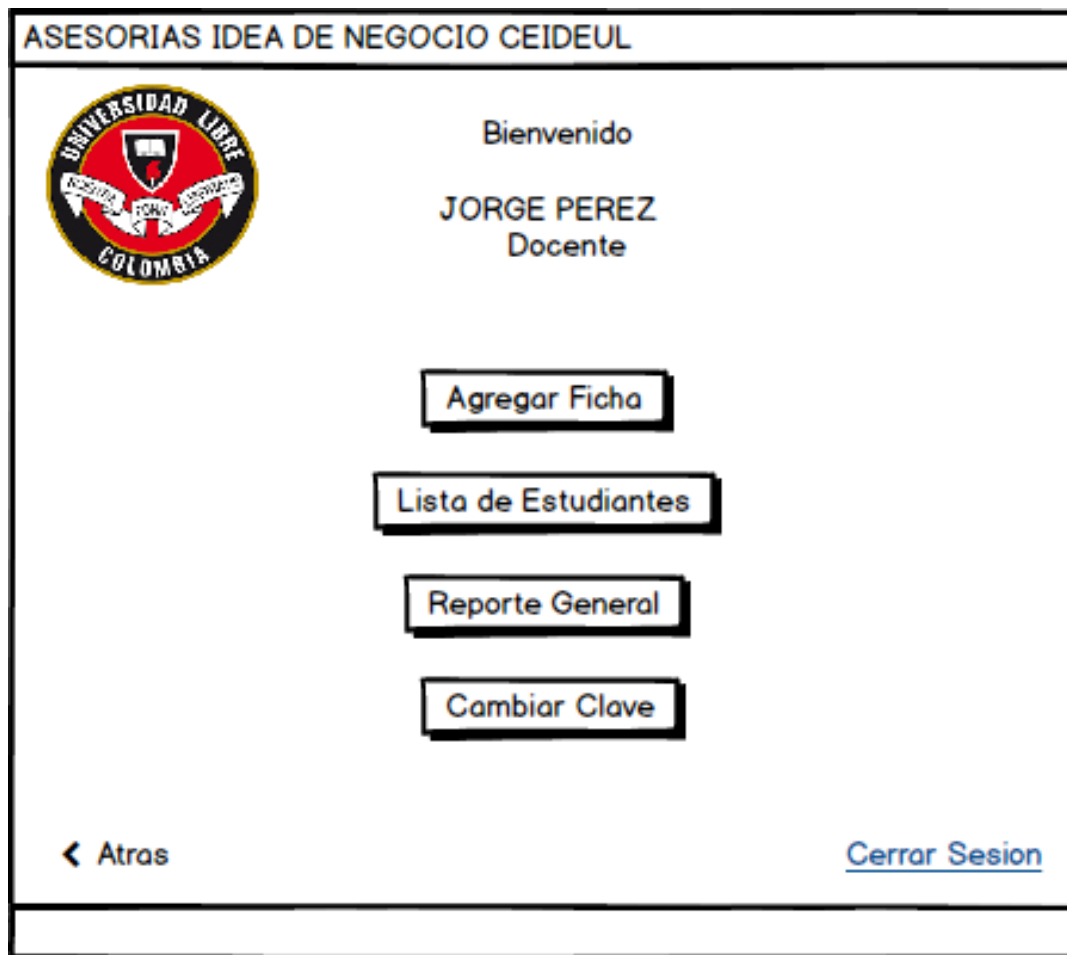 ASESORIAS IDEA DE NEGOCIO CEIDEUL
UNIVERSIDAD LIBRE
COLOMBIA
Bienvenido
JORGE PEREZ
Docente
Agregar Ficha
Lista de Estudiantes
Reporte General
Cambiar Clave
Atras
Cerrar Sesion